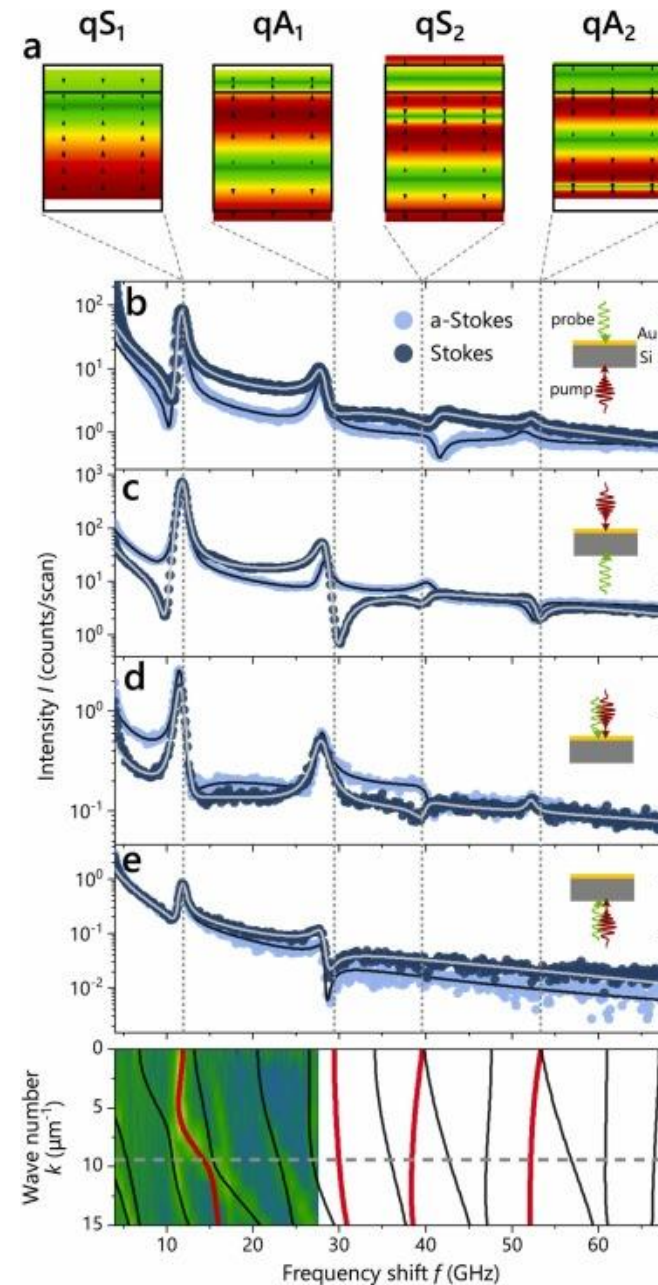 qS₁ qA₁ qS₂ qA₂
a
b
10²
10¹
10⁰
a-Stokes
Stokes
probe
Au
Si
pump
c
10³
10²
10¹
10⁰
d
10⁰
10⁻¹
e
10⁰
10⁻¹
10⁻²
Intensity I (counts/scan)
Wave number
k (μm⁻¹)
0
5
10
15
10 20 30 40 50 60
Frequency shift f (GHz)